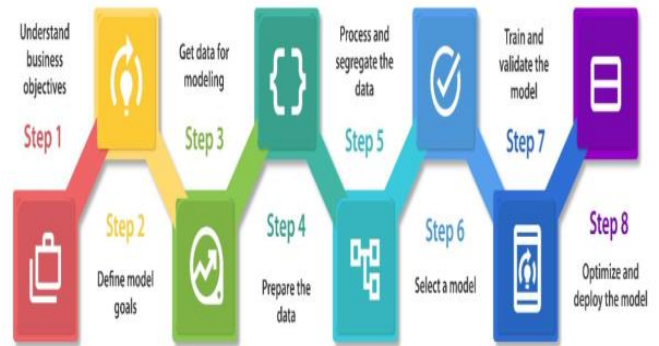 Understand
business
objectives
Step 1
Step 2
Define model
goals
Get data for
modeling
Step 3
Step 4
Prepare the
data
Process and
segregate the
data
Step 5
Step 6
Select a model
Train and
validate the
model
Step 7
Step 8
Optimize and
deploy the model